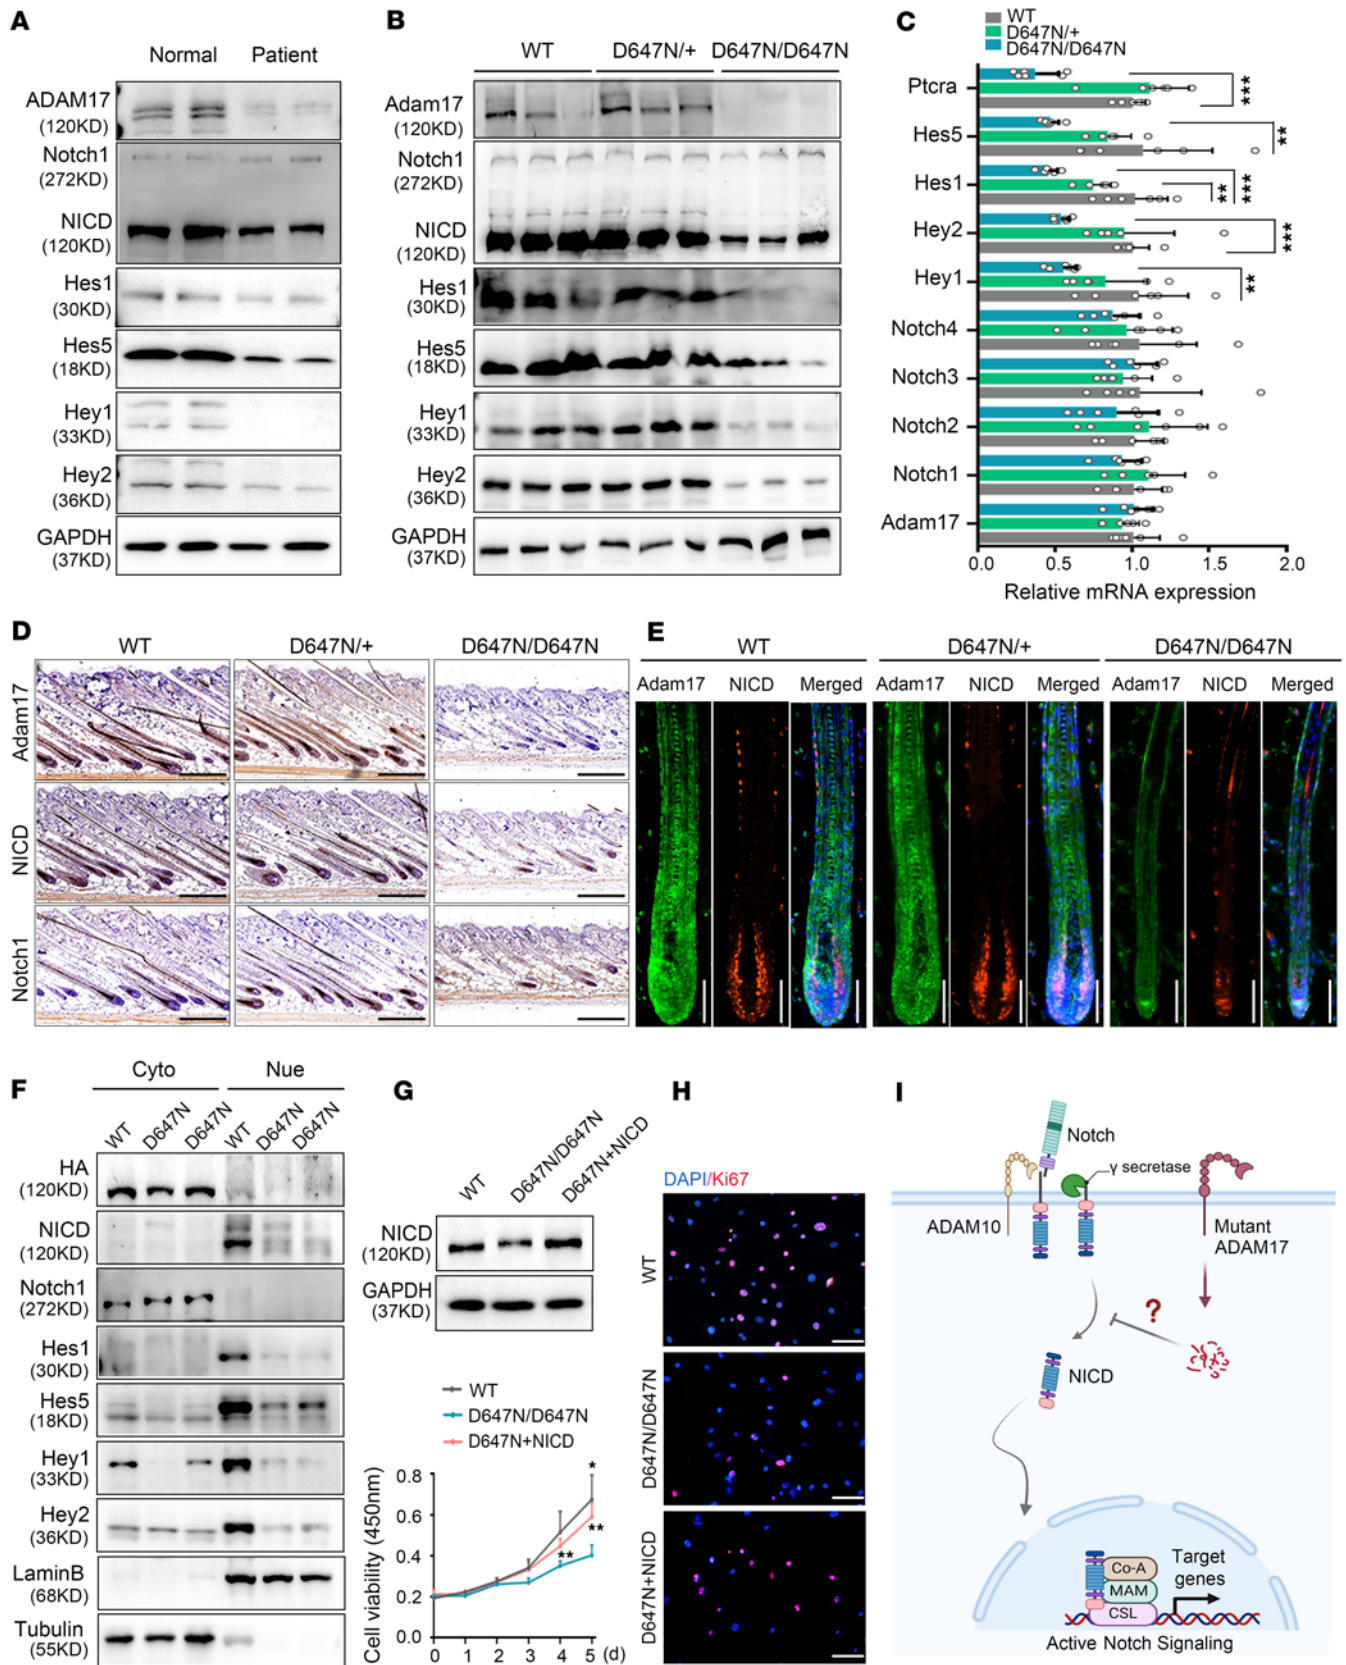 A
Normal Patient
ADAM17
(120KD)
Notch1
(272KD)
NICD
(120KD)
Hes1
(30KD)
Hes5
(18KD)
Hey1
(33KD)
Hey2
(36KD)
GAPDH
(37KD)
B
WT D647N/+ D647N/D647N
Adam17
(120KD)
Notch1
(272KD)
NICD
(120KD)
Hes1
(30KD)
Hes5
(18KD)
Hey1
(33KD)
Hey2
(36KD)
GAPDH
(37KD)
C
WT
D647N/+
D647N/D647N
Ptcra
***
Hes5
**
Hes1
** ***
Hey2
***
Hey1
**
Notch4
Notch3
Notch2
Notch1
Adam17
0.0 0.5 1.0 1.5 2.0
Relative mRNA expression
D
WT D647N/+ D647N/D647N
Adam17
NICD
Notch1
E
WT D647N/+ D647N/D647N
Adam17 NICD Merged Adam17 NICD Merged Adam17 NICD Merged
F
Cyto Nue
WT D647N D647N WT D647N D647N
HA
(120KD)
NICD
(120KD)
Notch1
(272KD)
Hes1
(30KD)
Hes5
(18KD)
Hey1
(33KD)
Hey2
(36KD)
LaminB
(68KD)
Tubulin
(55KD)
G
WT D647N/D647N D647N+NICD
NICD
(120KD)
GAPDH
(37KD)
WT
D647N/D647N
D647N+NICD
Cell viability (450nm)
0.8
0.6
0.4
0.2
0.0
*
**
**
0 1 2 3 4 5 (d)
H
DAPI/Ki67
WT
D647N/D647N
D647N+NICD
I
Notch
γ secretase
ADAM10
Mutant
ADAM17
?
NICD
Co-A
MAM
CSL
Target
genes
Active Notch Signaling